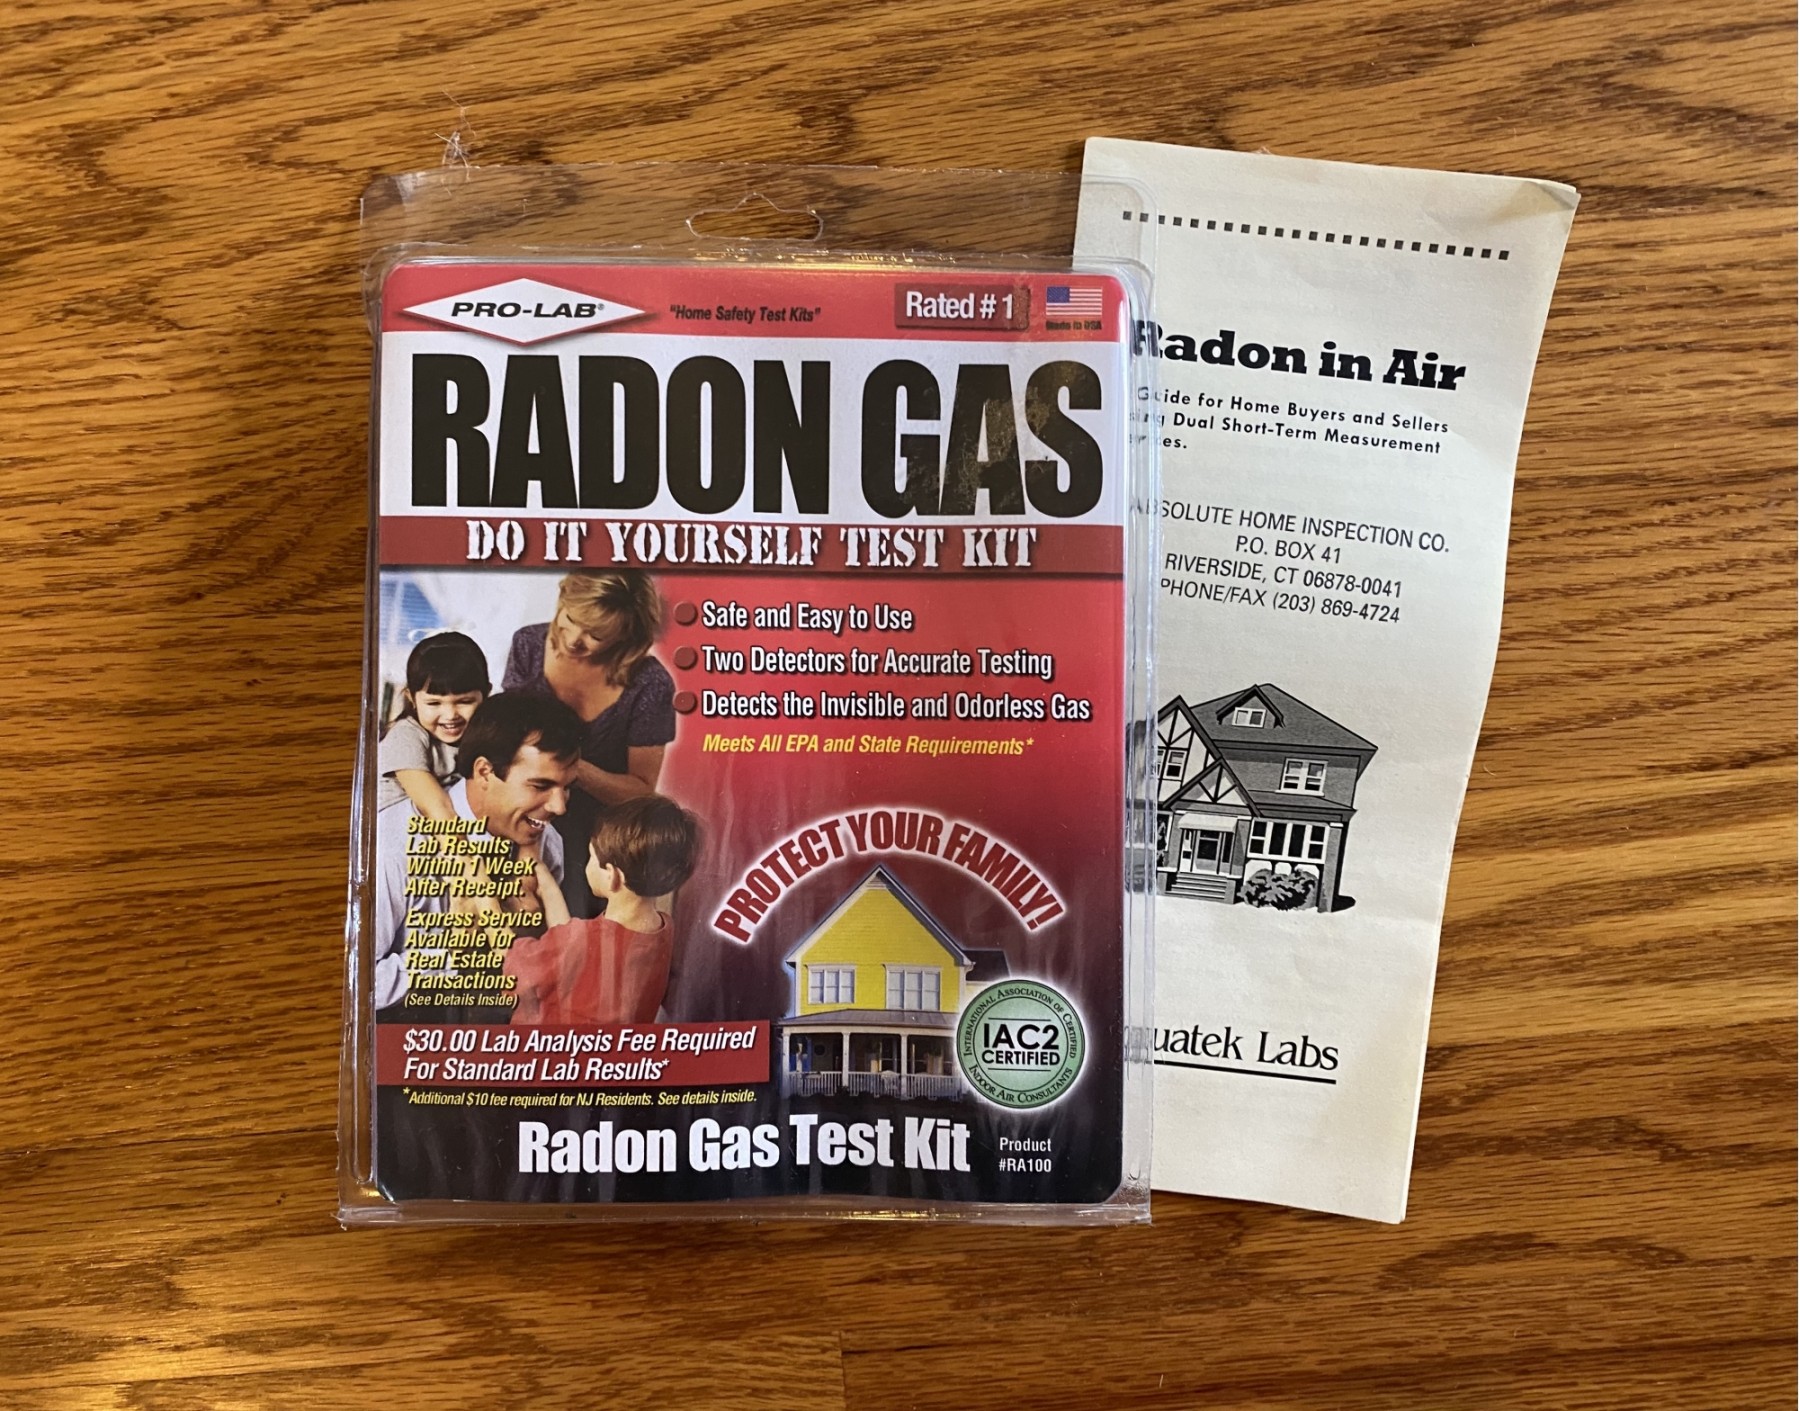 PRO-LAB®
"Home Safety Test Kits"
Rated #1
Made in USA
RADON GAS
DO IT YOURSELF TEST KIT
Safe and Easy to Use
Two Detectors for Accurate Testing
Detects the Invisible and Odorless Gas
Meets All EPA and State Requirements*
Standard
Lab Results
Within 1 Week
After Receipt.
Express Service
Available for
Real Estate
Transactions
(See Details Inside)
PROTECT YOUR FAMILY!
INTERNATIONAL ASSOCIATION OF CERTIFIED
IAC2
CERTIFIED
INDOOR AIR CONSULTANTS
$30.00 Lab Analysis Fee Required
For Standard Lab Results*
*Additional $10 fee required for NJ Residents. See details inside.
Radon Gas Test Kit
Product
#RA100
Radon in Air
Guide for Home Buyers and Sellers
Dual Short-Term Measurement
ABSOLUTE HOME INSPECTION CO.
P.O. BOX 41
RIVERSIDE, CT 06878-0041
PHONE/FAX (203) 869-4724
Labs